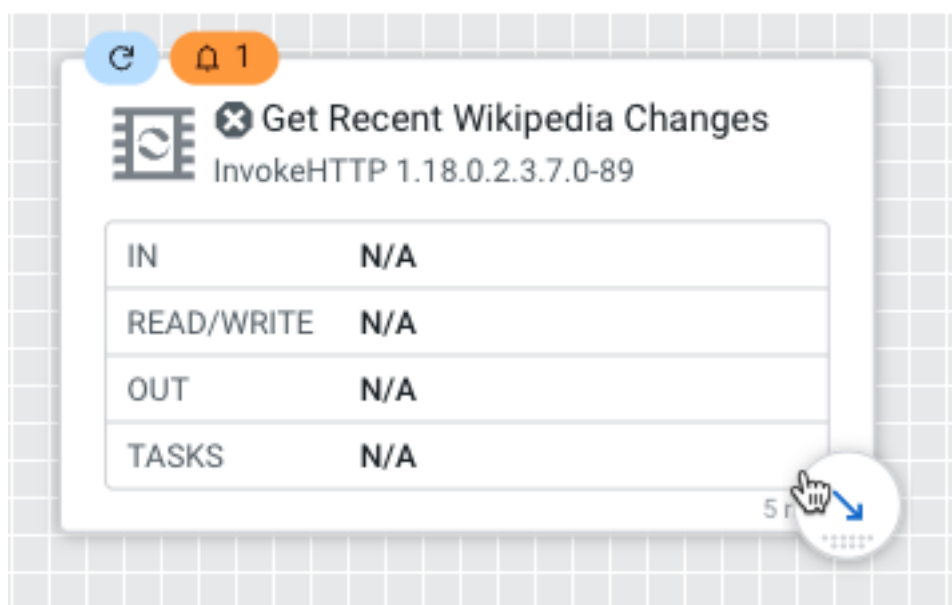 1
Get Recent Wikipedia Changes
InvokeHTTP 1.18.0.2.3.7.0-89
IN N/A
READ/WRITE N/A
OUT N/A
TASKS N/A
5